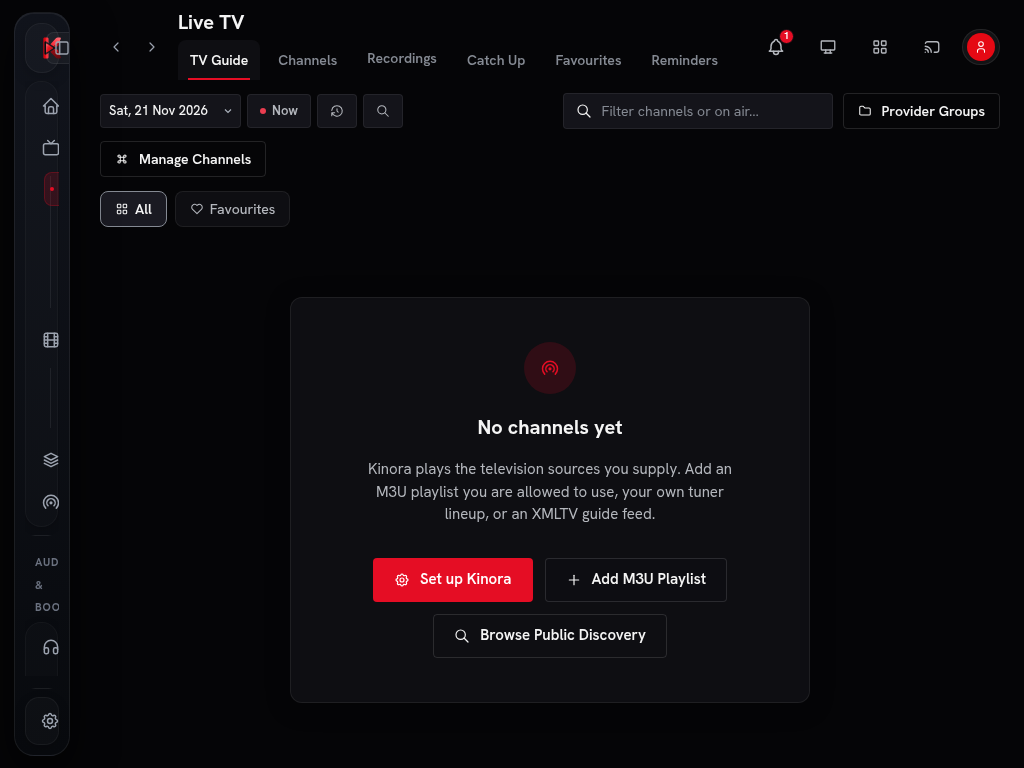 Live TV
TV Guide
Channels
Recordings
Catch Up
Favourites
Reminders
1
Sat, 21 Nov 2026
Now
Filter channels or on air...
Provider Groups
Manage Channels
All
Favourites
No channels yet
Kinora plays the television sources you supply. Add an
M3U playlist you are allowed to use, your own tuner
lineup, or an XMLTV guide feed.
Set up Kinora
Add M3U Playlist
Browse Public Discovery
AUD
&
BOO